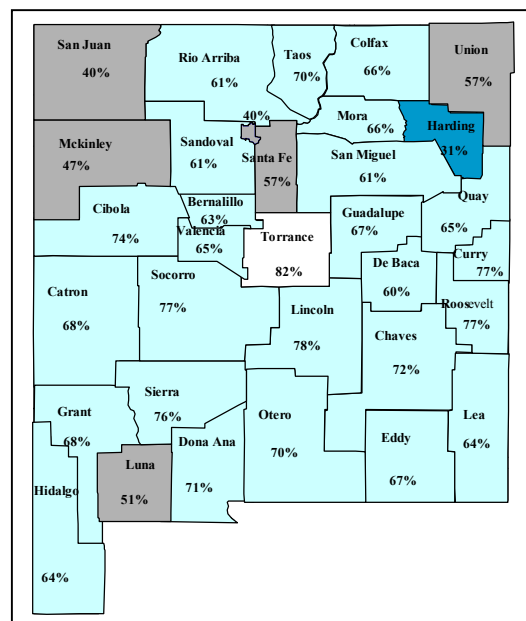 San Juan
40%
Rio Arriba
61%
Taos
70%
Colfax
66%
Union
57%
Mckinley
47%
Sandoval
61%
40%
Santa Fe
57%
Mora
66%
Harding
31%
San Miguel
61%
Quay
65%
Cibola
74%
Bernalillo
63%
Valencia
65%
Torrance
82%
Guadalupe
67%
De Baca
60%
Curry
77%
Roosevelt
77%
Catron
68%
Socorro
77%
Lincoln
78%
Chaves
72%
Sierra
76%
Grant
68%
Luna
51%
Dona Ana
71%
Otero
70%
Eddy
67%
Lea
64%
Hidalgo
64%